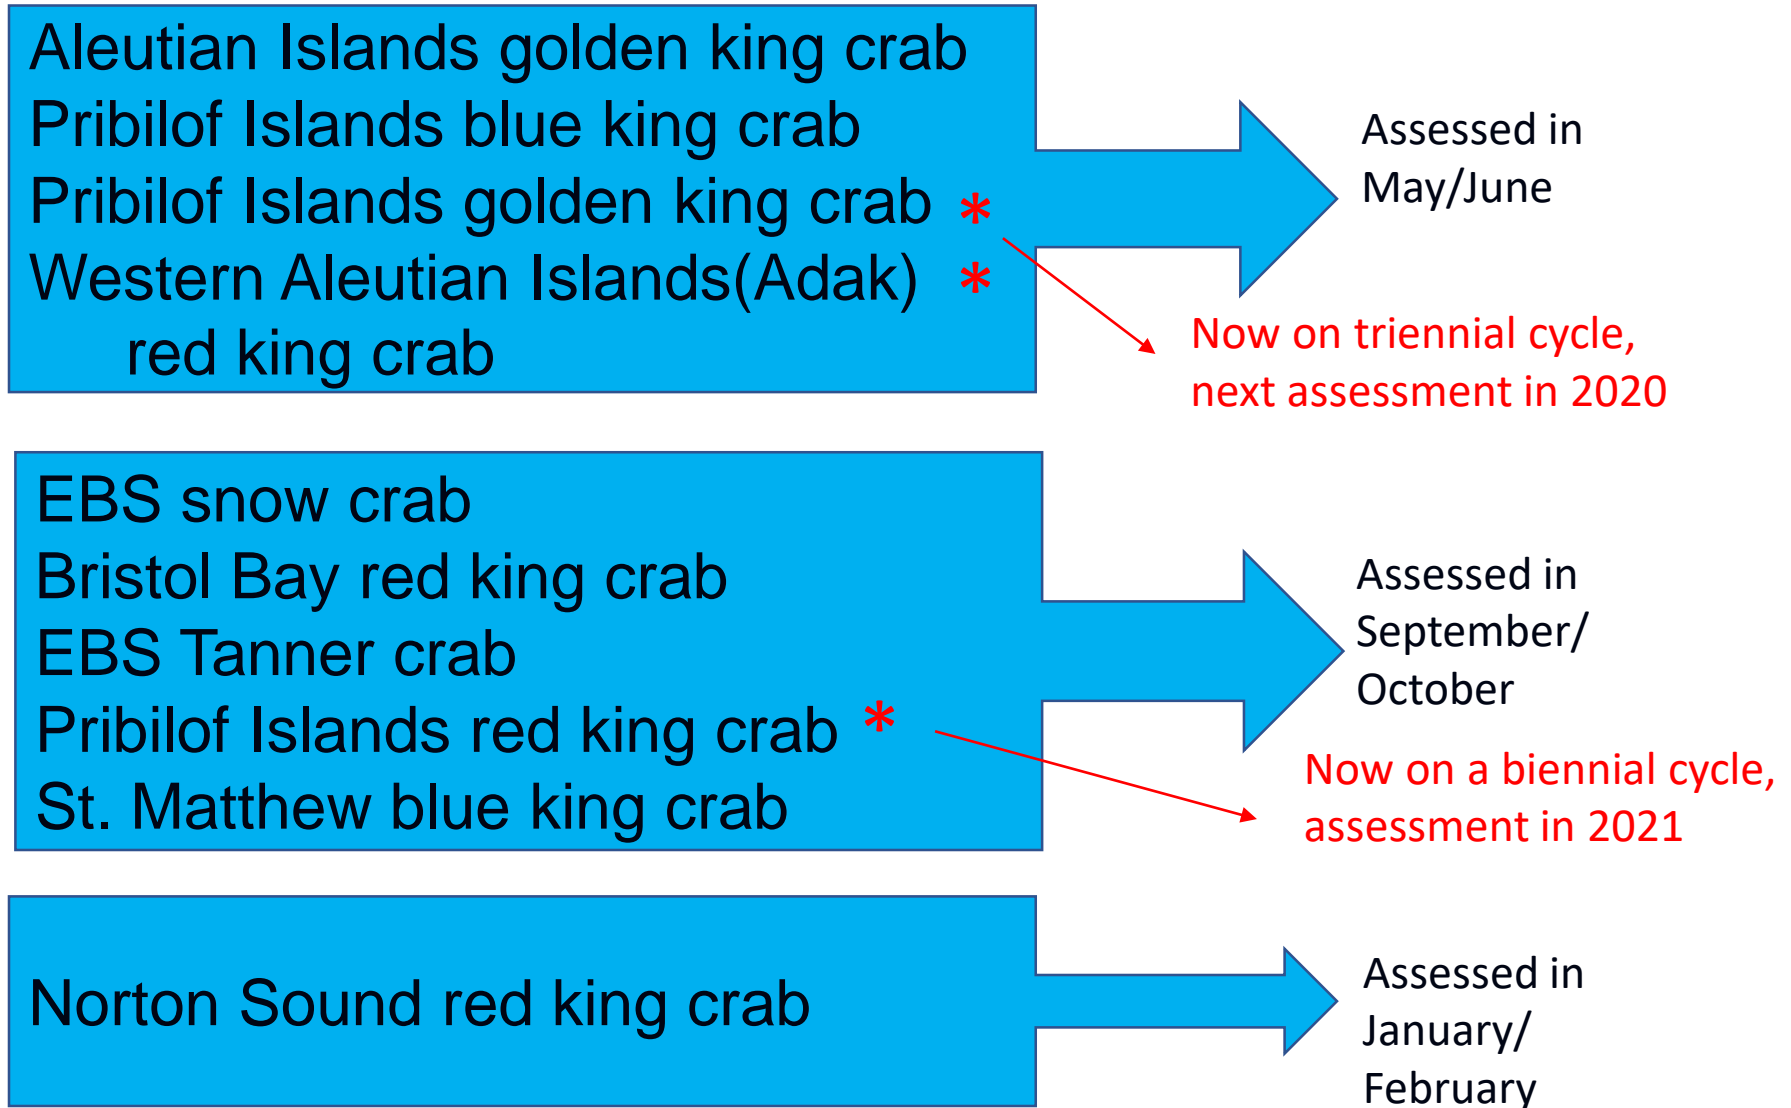 Aleutian Islands golden king crab
Pribilof Islands blue king crab
Pribilof Islands golden king crab *
Western Aleutian Islands(Adak) *
red king crab
Assessed in
May/June
Now on triennial cycle,
next assessment in 2020
EBS snow crab
Bristol Bay red king crab
EBS Tanner crab
Pribilof Islands red king crab *
St. Matthew blue king crab
Assessed in
September/
October
Now on a biennial cycle,
assessment in 2021
Norton Sound red king crab
Assessed in
January/
February